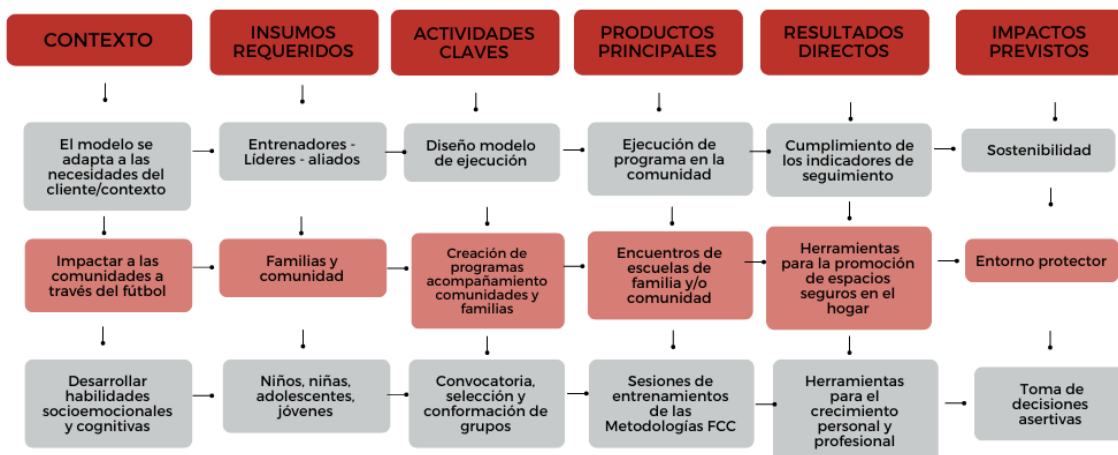 CONTEXTO
INSUMOS
REQUERIDOS
ACTIVIDADES
CLAVES
PRODUCTOS
PRINCIPALES
RESULTADOS
DIRECTOS
IMPACTOS
PREVISTOS
El modelo se
adapta a las
necesidades del
cliente/contexto
Entrenadores -
Líderes - aliados
Diseño modelo
de ejecución
Ejecución de
programa en la
comunidad
Cumplimiento de
los indicadores de
seguimiento
Sostenibilidad
Impactar a las
comunidades a
través del fútbol
Familias y
comunidad
Creación de
programas
acompañamiento
comunidades y
familias
Encuentros de
escuelas de
familia y/o
comunidad
Herramientas
para la promoción
de espacios
seguros en el
hogar
Entorno protector
Desarrollar
habilidades
socioemocionales
y cognitivas
Niños, niñas,
adolescentes,
jóvenes
Convocatoria,
selección y
conformación de
grupos
Sesiones de
entrenamientos
de las
Metodologías FCC
Herramientas
para el
crecimiento
personal y
profesional
Toma de
decisiones
asertivas